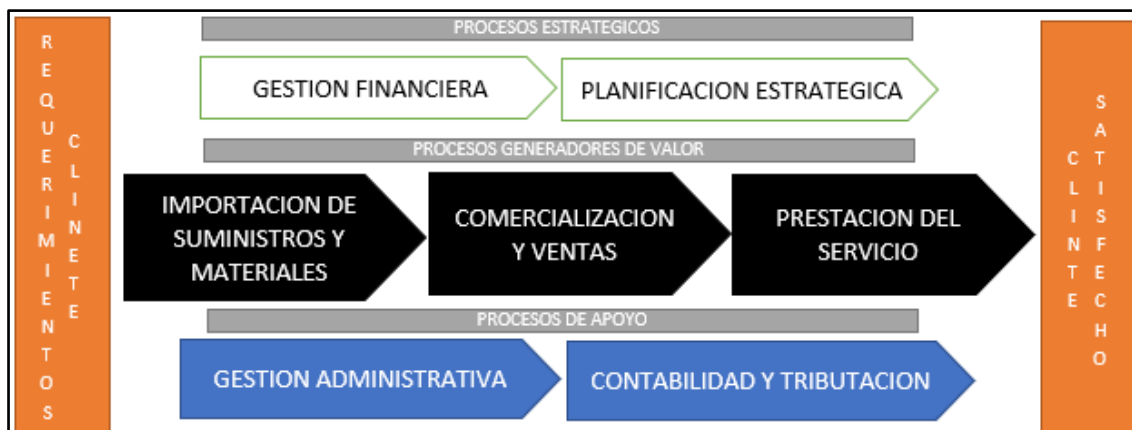 REQUERIMIENTOS
CLINETE
PROCESOS ESTRATEGICOS
GESTION FINANCIERA
PLANIFICACION ESTRATEGICA
PROCESOS GENERADORES DE VALOR
IMPORTACION DE
SUMINISTROS Y
MATERIALES
COMERCIALIZACION
Y VENTAS
PRESTACION DEL
SERVICIO
PROCESOS DE APOYO
GESTION ADMINISTRATIVA
CONTABILIDAD Y TRIBUTACION
CLINTE
SATISFECHO